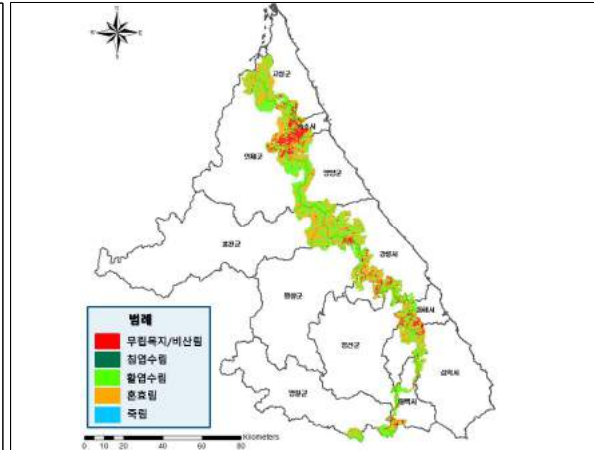 고성군
인제군
양양군
홍천군
강릉시
평창군
정선군
동해시
삼척시
영월군
태백시
범례
무립목지/비산림
침엽수림
활엽수림
혼효림
죽림
0 5 10 20 40 60 80
Kilometers